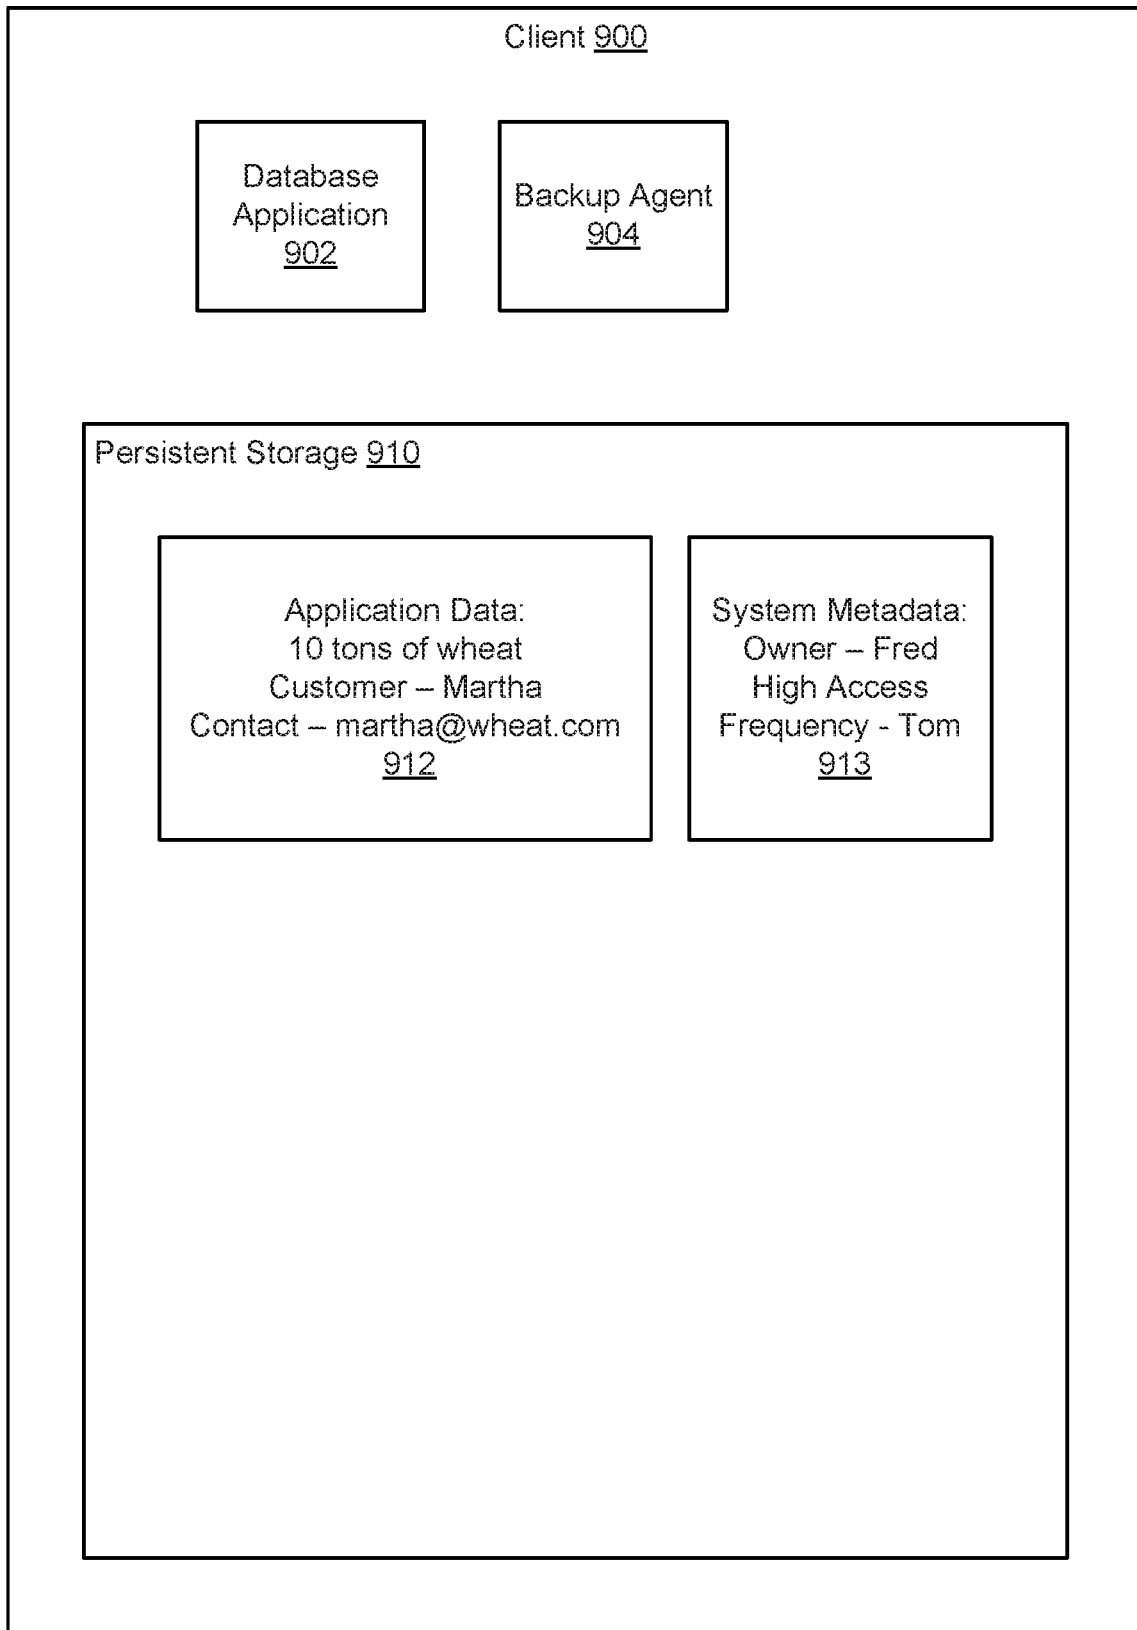 Client 900
Database
Application
902
Backup Agent
904
Persistent Storage 910
Application Data:
10 tons of wheat
Customer – Martha
Contact – martha@wheat.com
912
System Metadata:
Owner – Fred
High Access
Frequency - Tom
913